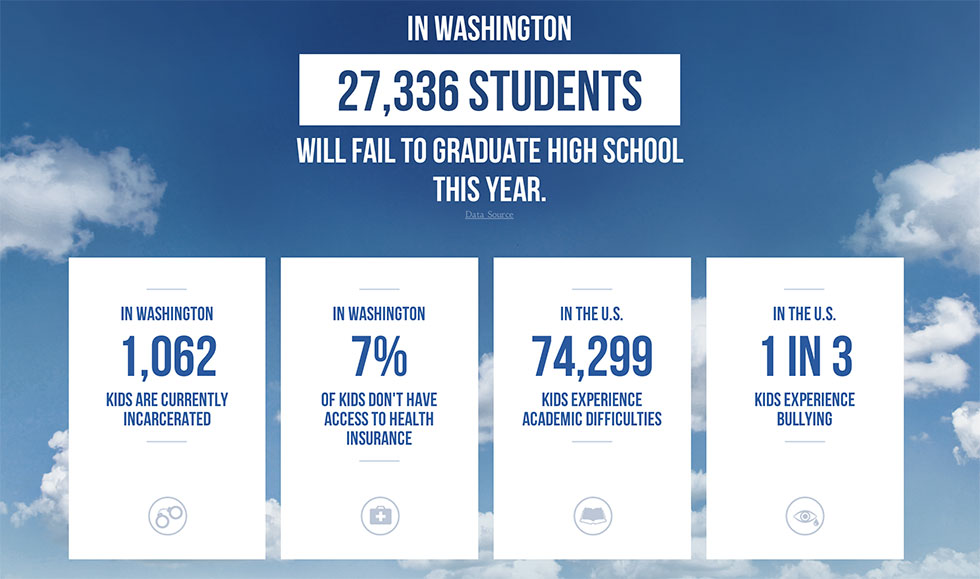 IN WASHINGTON
27,336 STUDENTS
WILL FAIL TO GRADUATE HIGH SCHOOL
THIS YEAR.
Data Source
IN WASHINGTON
1,062
KIDS ARE CURRENTLY
INCARCERATED
IN WASHINGTON
7%
OF KIDS DON'T HAVE
ACCESS TO HEALTH
INSURANCE
IN THE U.S.
74,299
KIDS EXPERIENCE
ACADEMIC DIFFICULTIES
IN THE U.S.
1 IN 3
KIDS EXPERIENCE
BULLYING